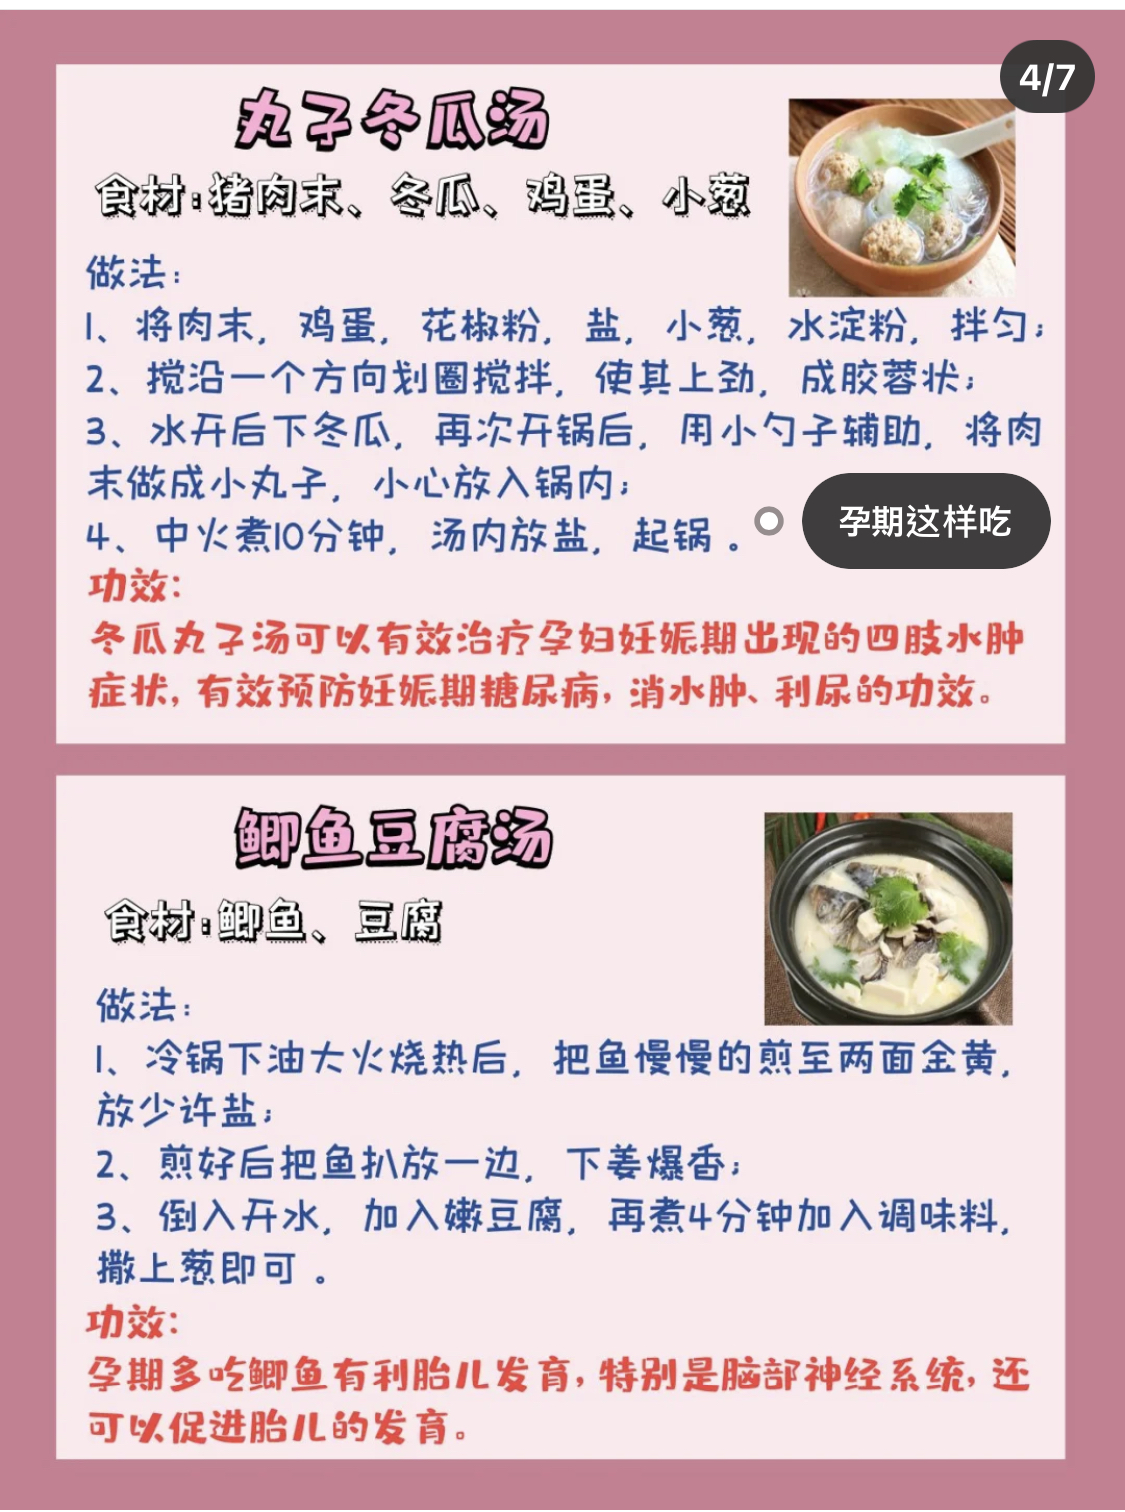 4/7
丸子冬瓜汤
食材:猪肉末、冬瓜、鸡蛋、小葱
做法:
1、将肉末，鸡蛋，花椒粉，盐，小葱，水淀粉，拌匀;
2、搅沿一个方向划圈搅拌，使其上劲，成胶蓉状;
3、水开后下冬瓜，再次开锅后，用小勺子辅助，将肉
末做成小丸子，小心放入锅内;
4、中火煮10分钟，汤内放盐，起锅。
孕期这样吃
功效:
冬瓜丸子汤可以有效治疗孕妇妊娠期出现的四肢水肿
症状，有效预防妊娠期糖尿病，消水肿、利尿的功效。
鲫鱼豆腐汤
食材:鲫鱼、豆腐
做法:
1、冷锅下油大火烧热后，把鱼慢慢的煎至两面金黄，
放少许盐;
2、煎好后把鱼扒放一边，下姜爆香;
3、倒入开水，加入嫩豆腐，再煮4分钟加入调味料，
撒上葱即可。
功效:
孕期多吃鲫鱼有利胎儿发育，特别是脑部神经系统，还
可以促进胎儿的发育。